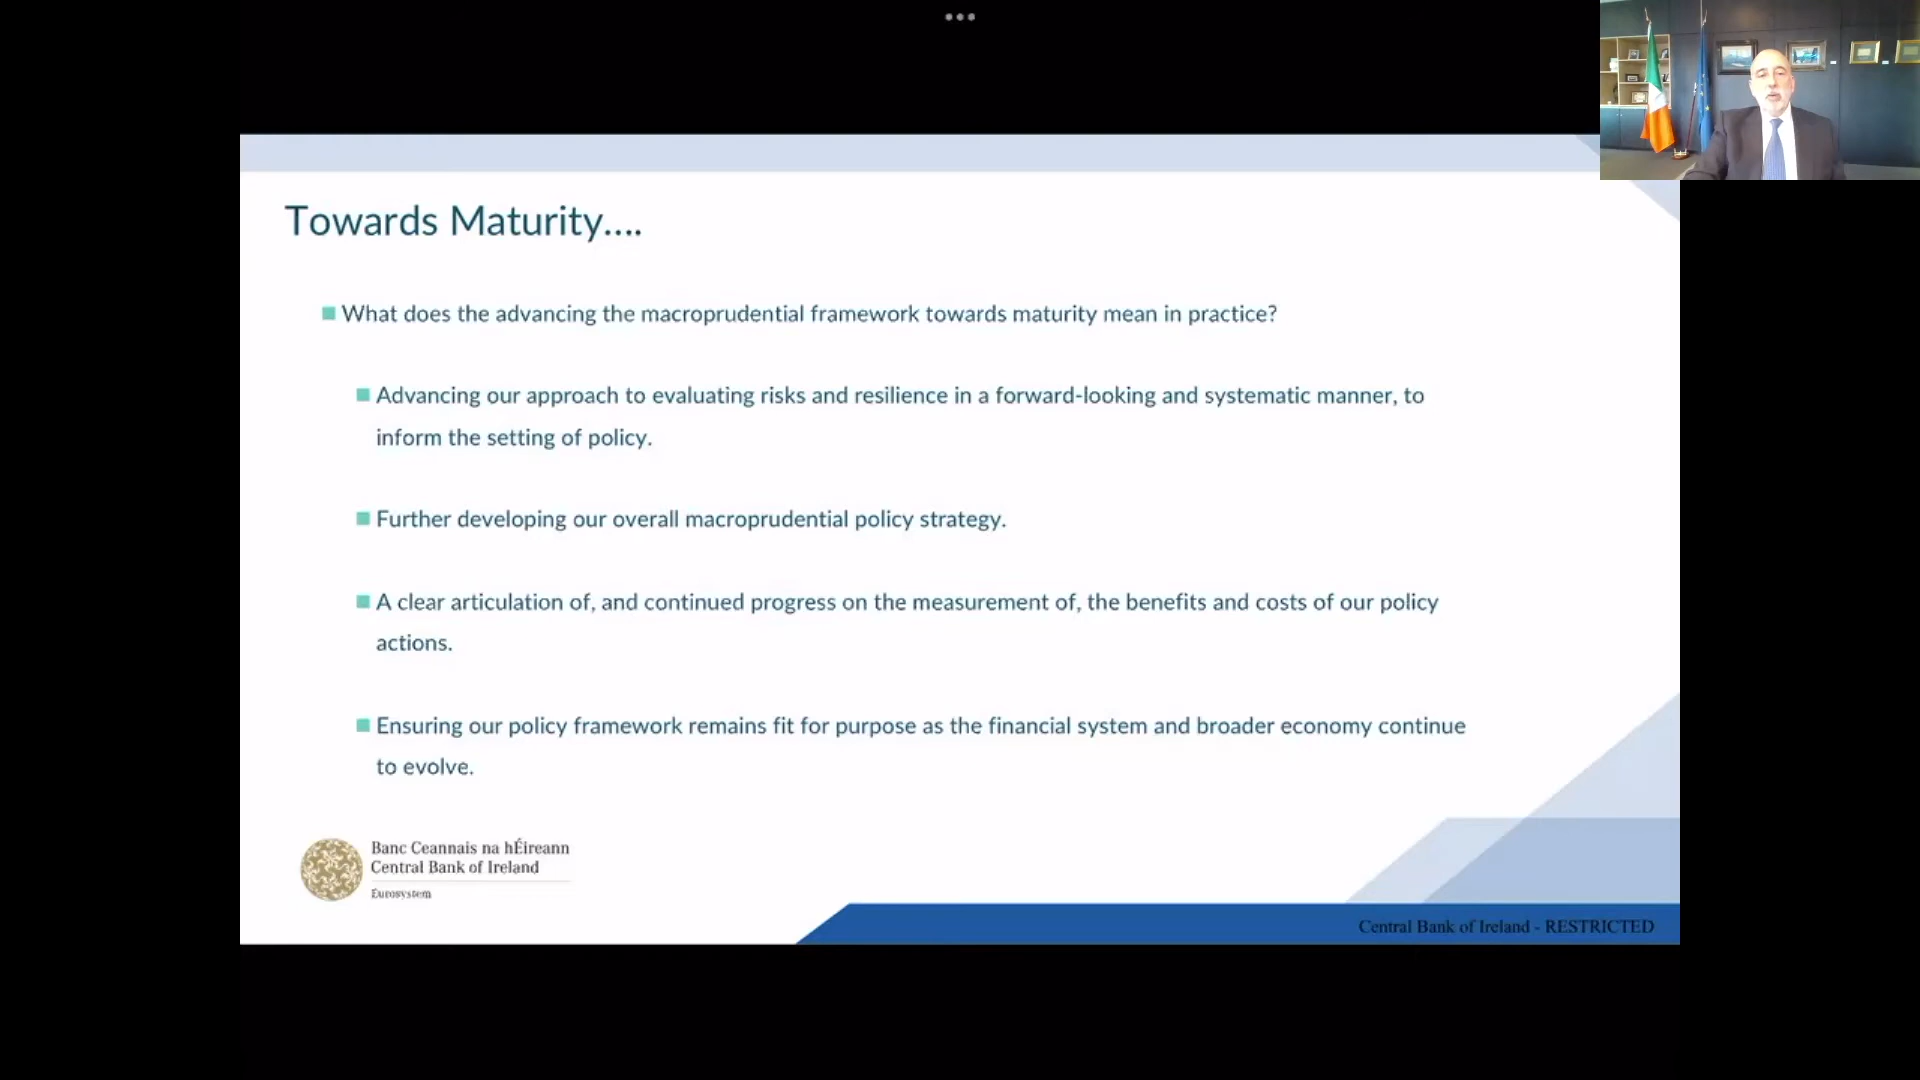 Towards Maturity....
What does the advancing the macroprudential framework towards maturity mean in practice?
Advancing our approach to evaluating risks and resilience in a forward-looking and systematic manner, to
inform the setting of policy.
Further developing our overall macroprudential policy strategy.
A clear articulation of, and continued progress on the measurement of, the benefits and costs of our policy
actions.
Ensuring our policy framework remains fit for purpose as the financial system and broader economy continue
to evolve.
Banc Ceannais na hÉireann
Central Bank of Ireland
Eurosystem
Central Bank of Ireland - RESTRICTED